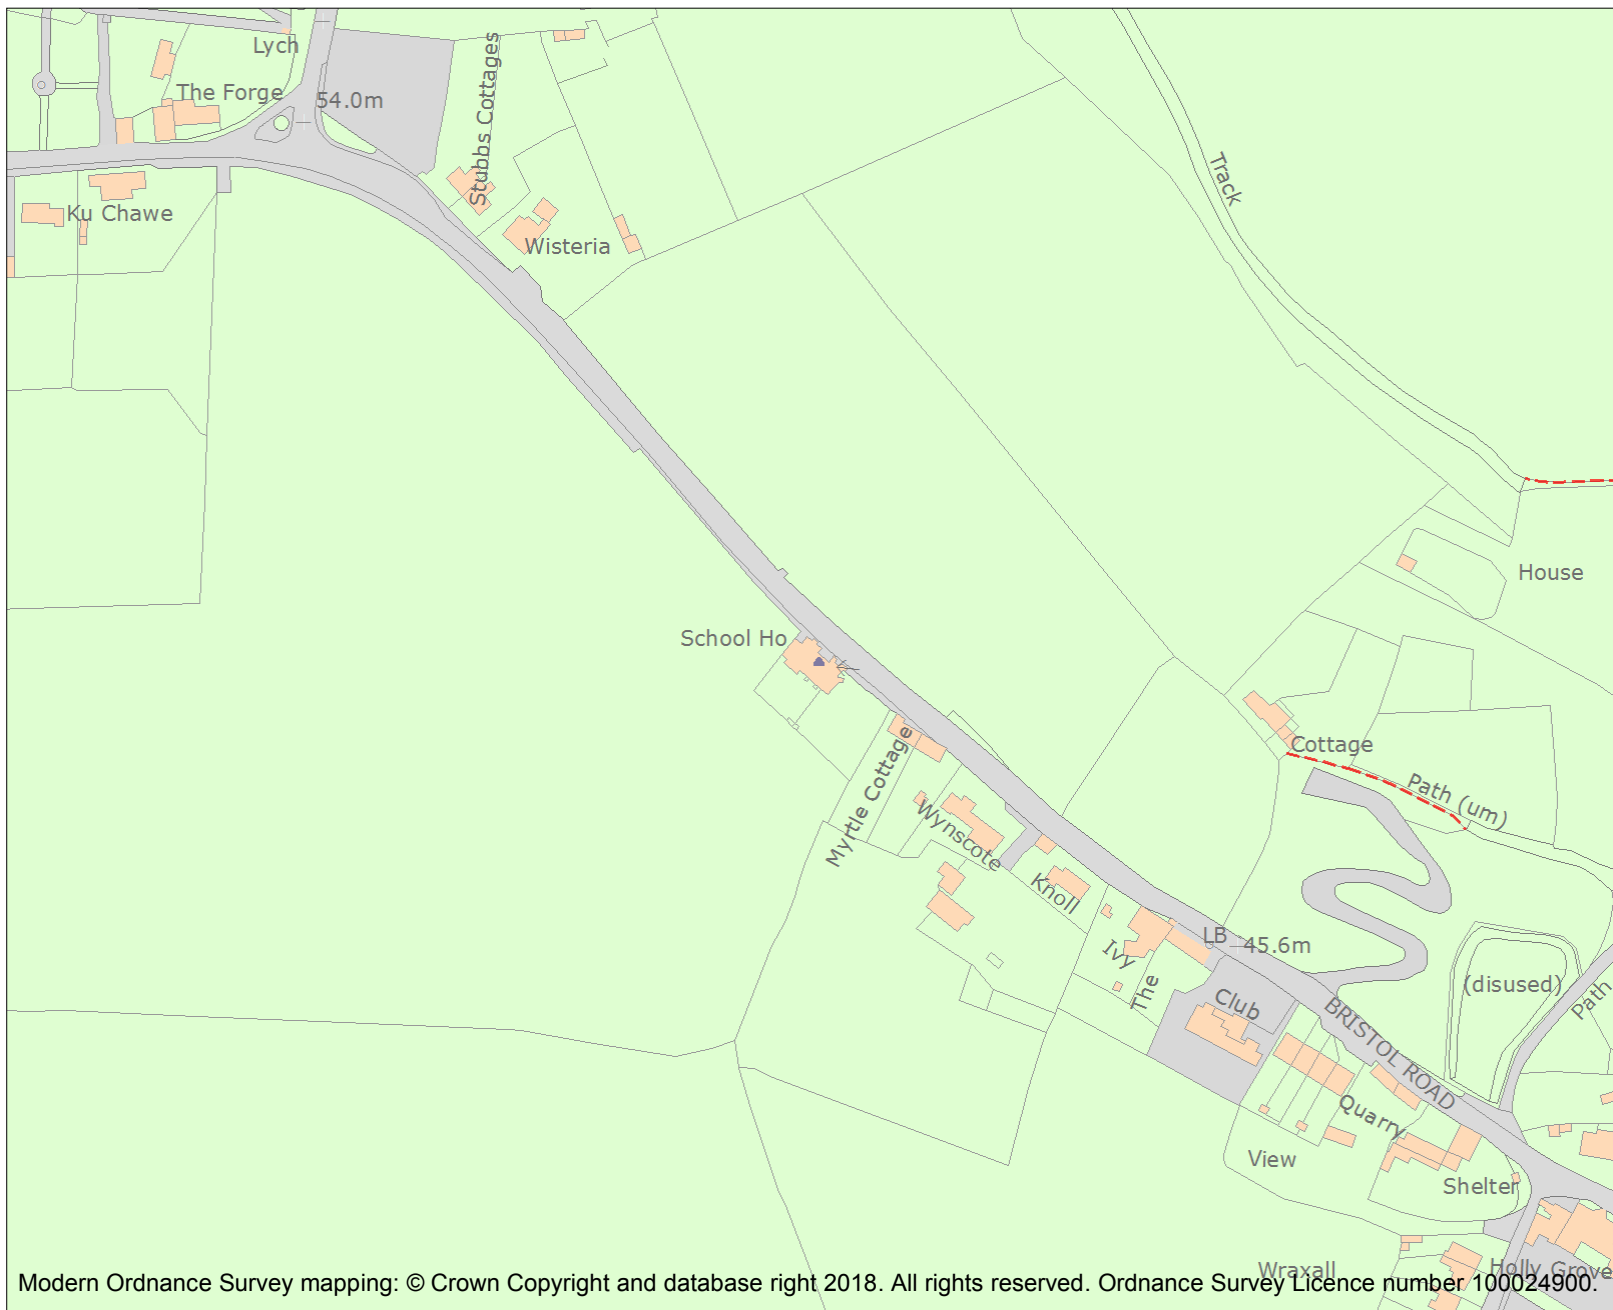 Lych
The Forge
54.0m
Stubbs Cottages
Track
Ku Chawe
Wisteria
House
School Ho
Cottage
Path (um)
Myrtle Cottage
Wynscote
Knoll
LB
45.6m
Ivy
The
Club
(disused)
Path
BRISTOL ROAD
Quarry
View
Shelter
Wraxall
Holly Grove
Modern Ordnance Survey mapping: © Crown Copyright and database right 2018. All rights reserved. Ordnance Survey Licence number 100024900.